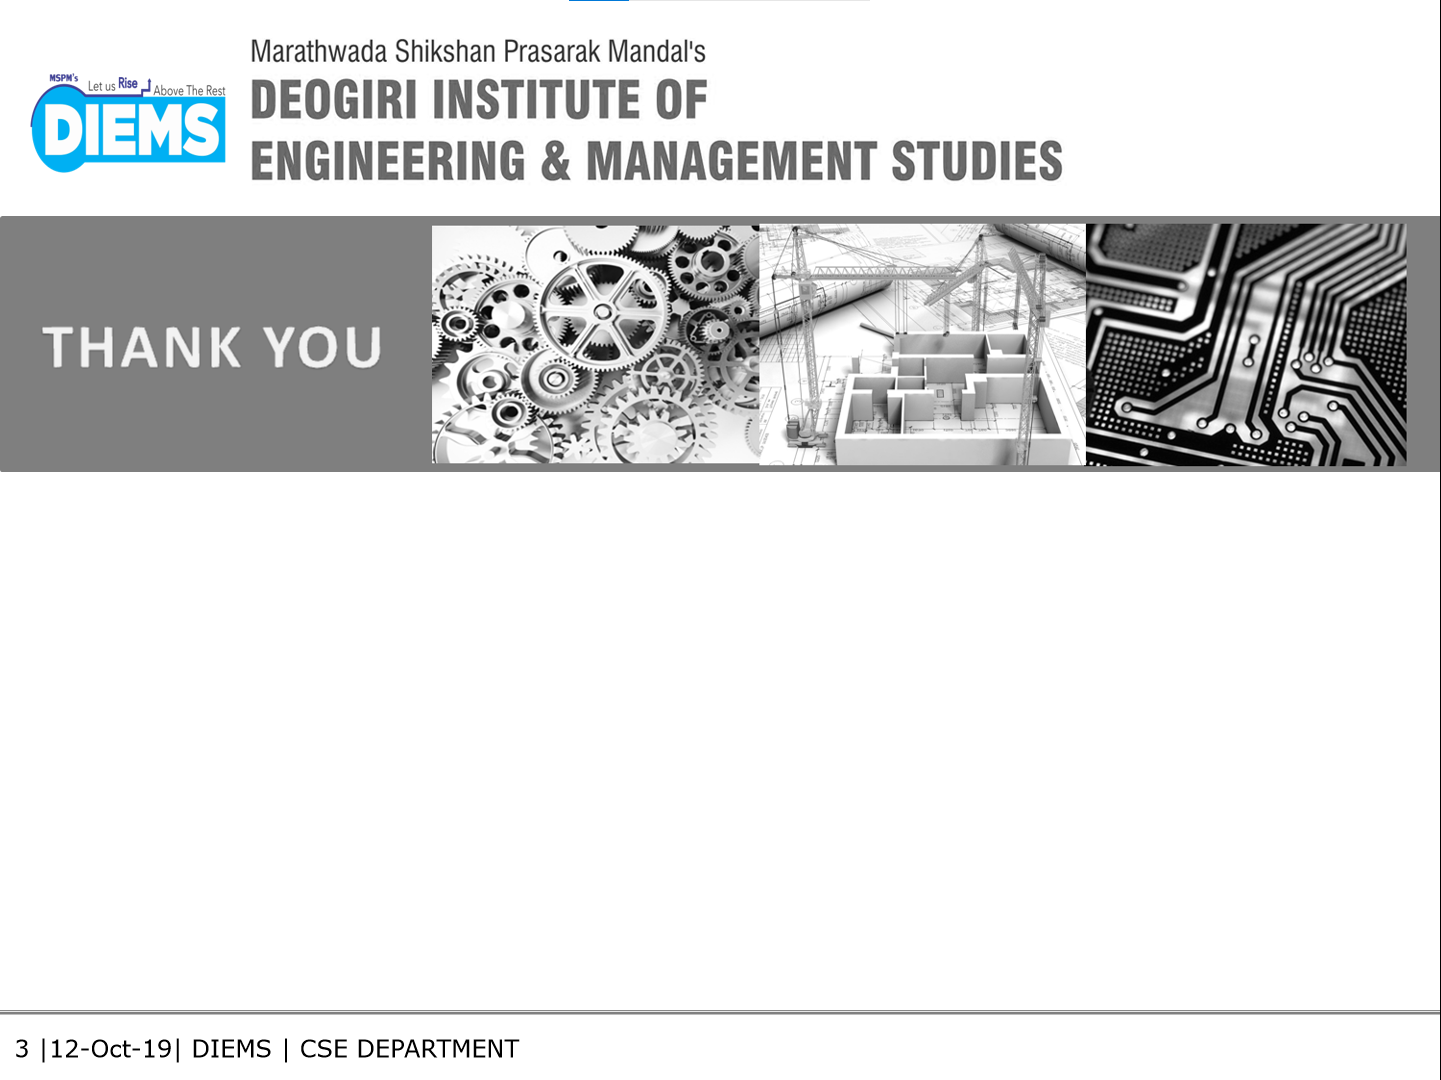 Marathwada Shikshan Prasarak Mandal's
MSPM's
Let us Rise Above The Rest
DIEMS
DEOGIRI INSTITUTE OF
ENGINEERING & MANAGEMENT STUDIES
THANK YOU
3 |12-Oct-19| DIEMS | CSE DEPARTMENT